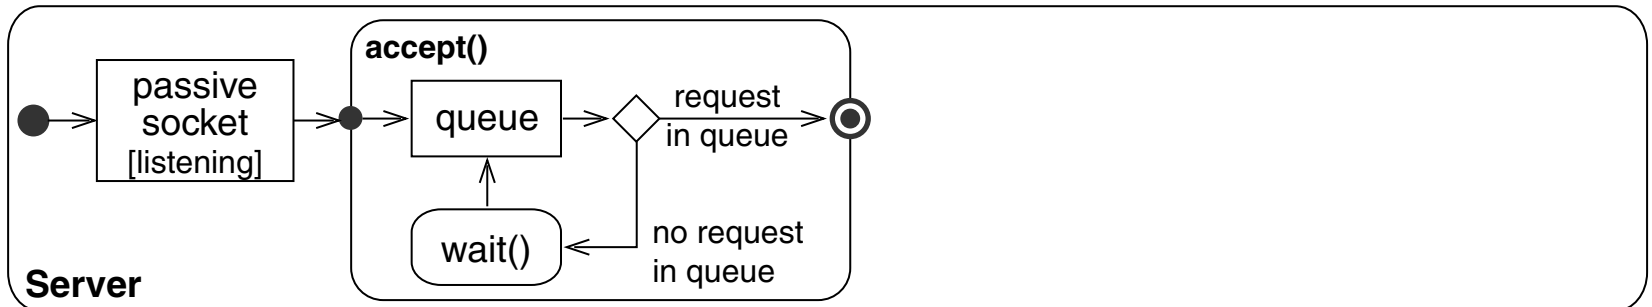 accept()
passive
socket
[listening]
queue
request
in queue
wait()
no request
in queue
Server